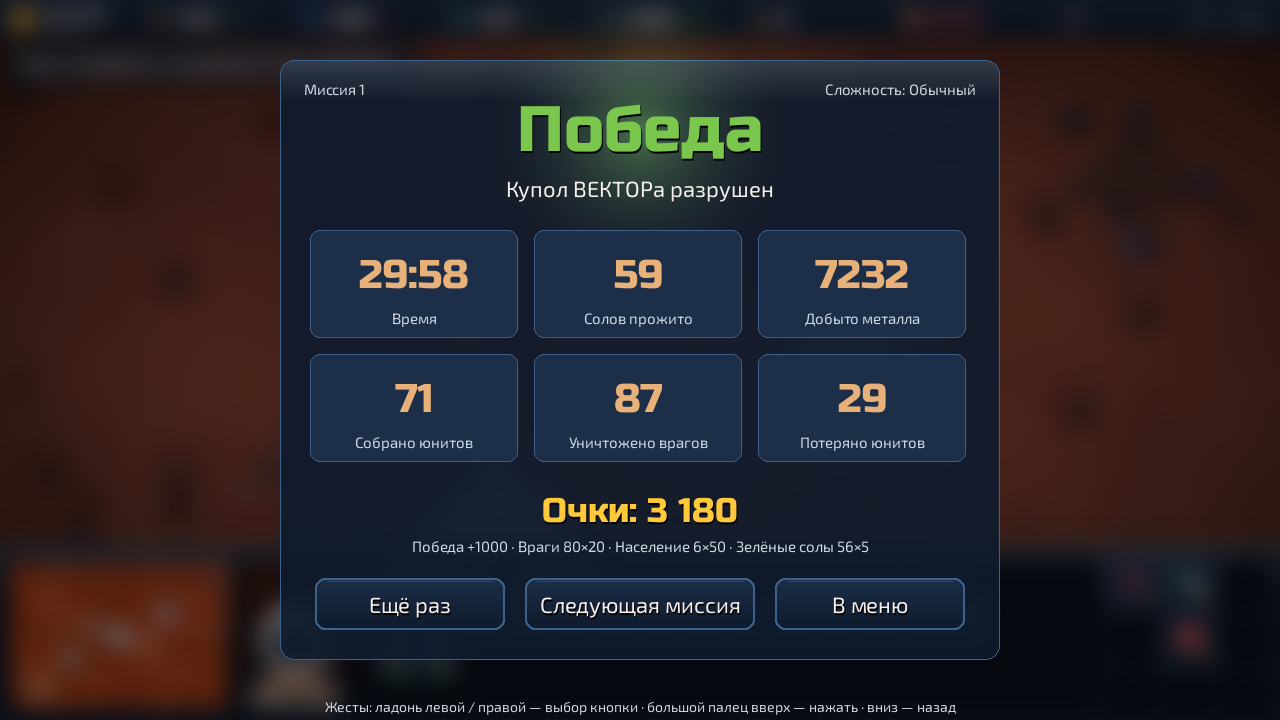 Миссия 1
Сложность: Обычный
Победа
Купол ВЕКТОРа разрушен
29:58
59
7232
Время
Солов прожито
Добыто металла
71
87
29
Собрано юнитов
Уничтожено врагов
Потеряно юнитов
Очки: 3 180
Победа +1000 · Враги 80×20 · Население 6×50 · Зелёные солы 56×5
Ещё раз
Следующая миссия
В меню
Жесты: ладонь левой / правой — выбор кнопки · большой палец вверх — нажать · вниз — назад